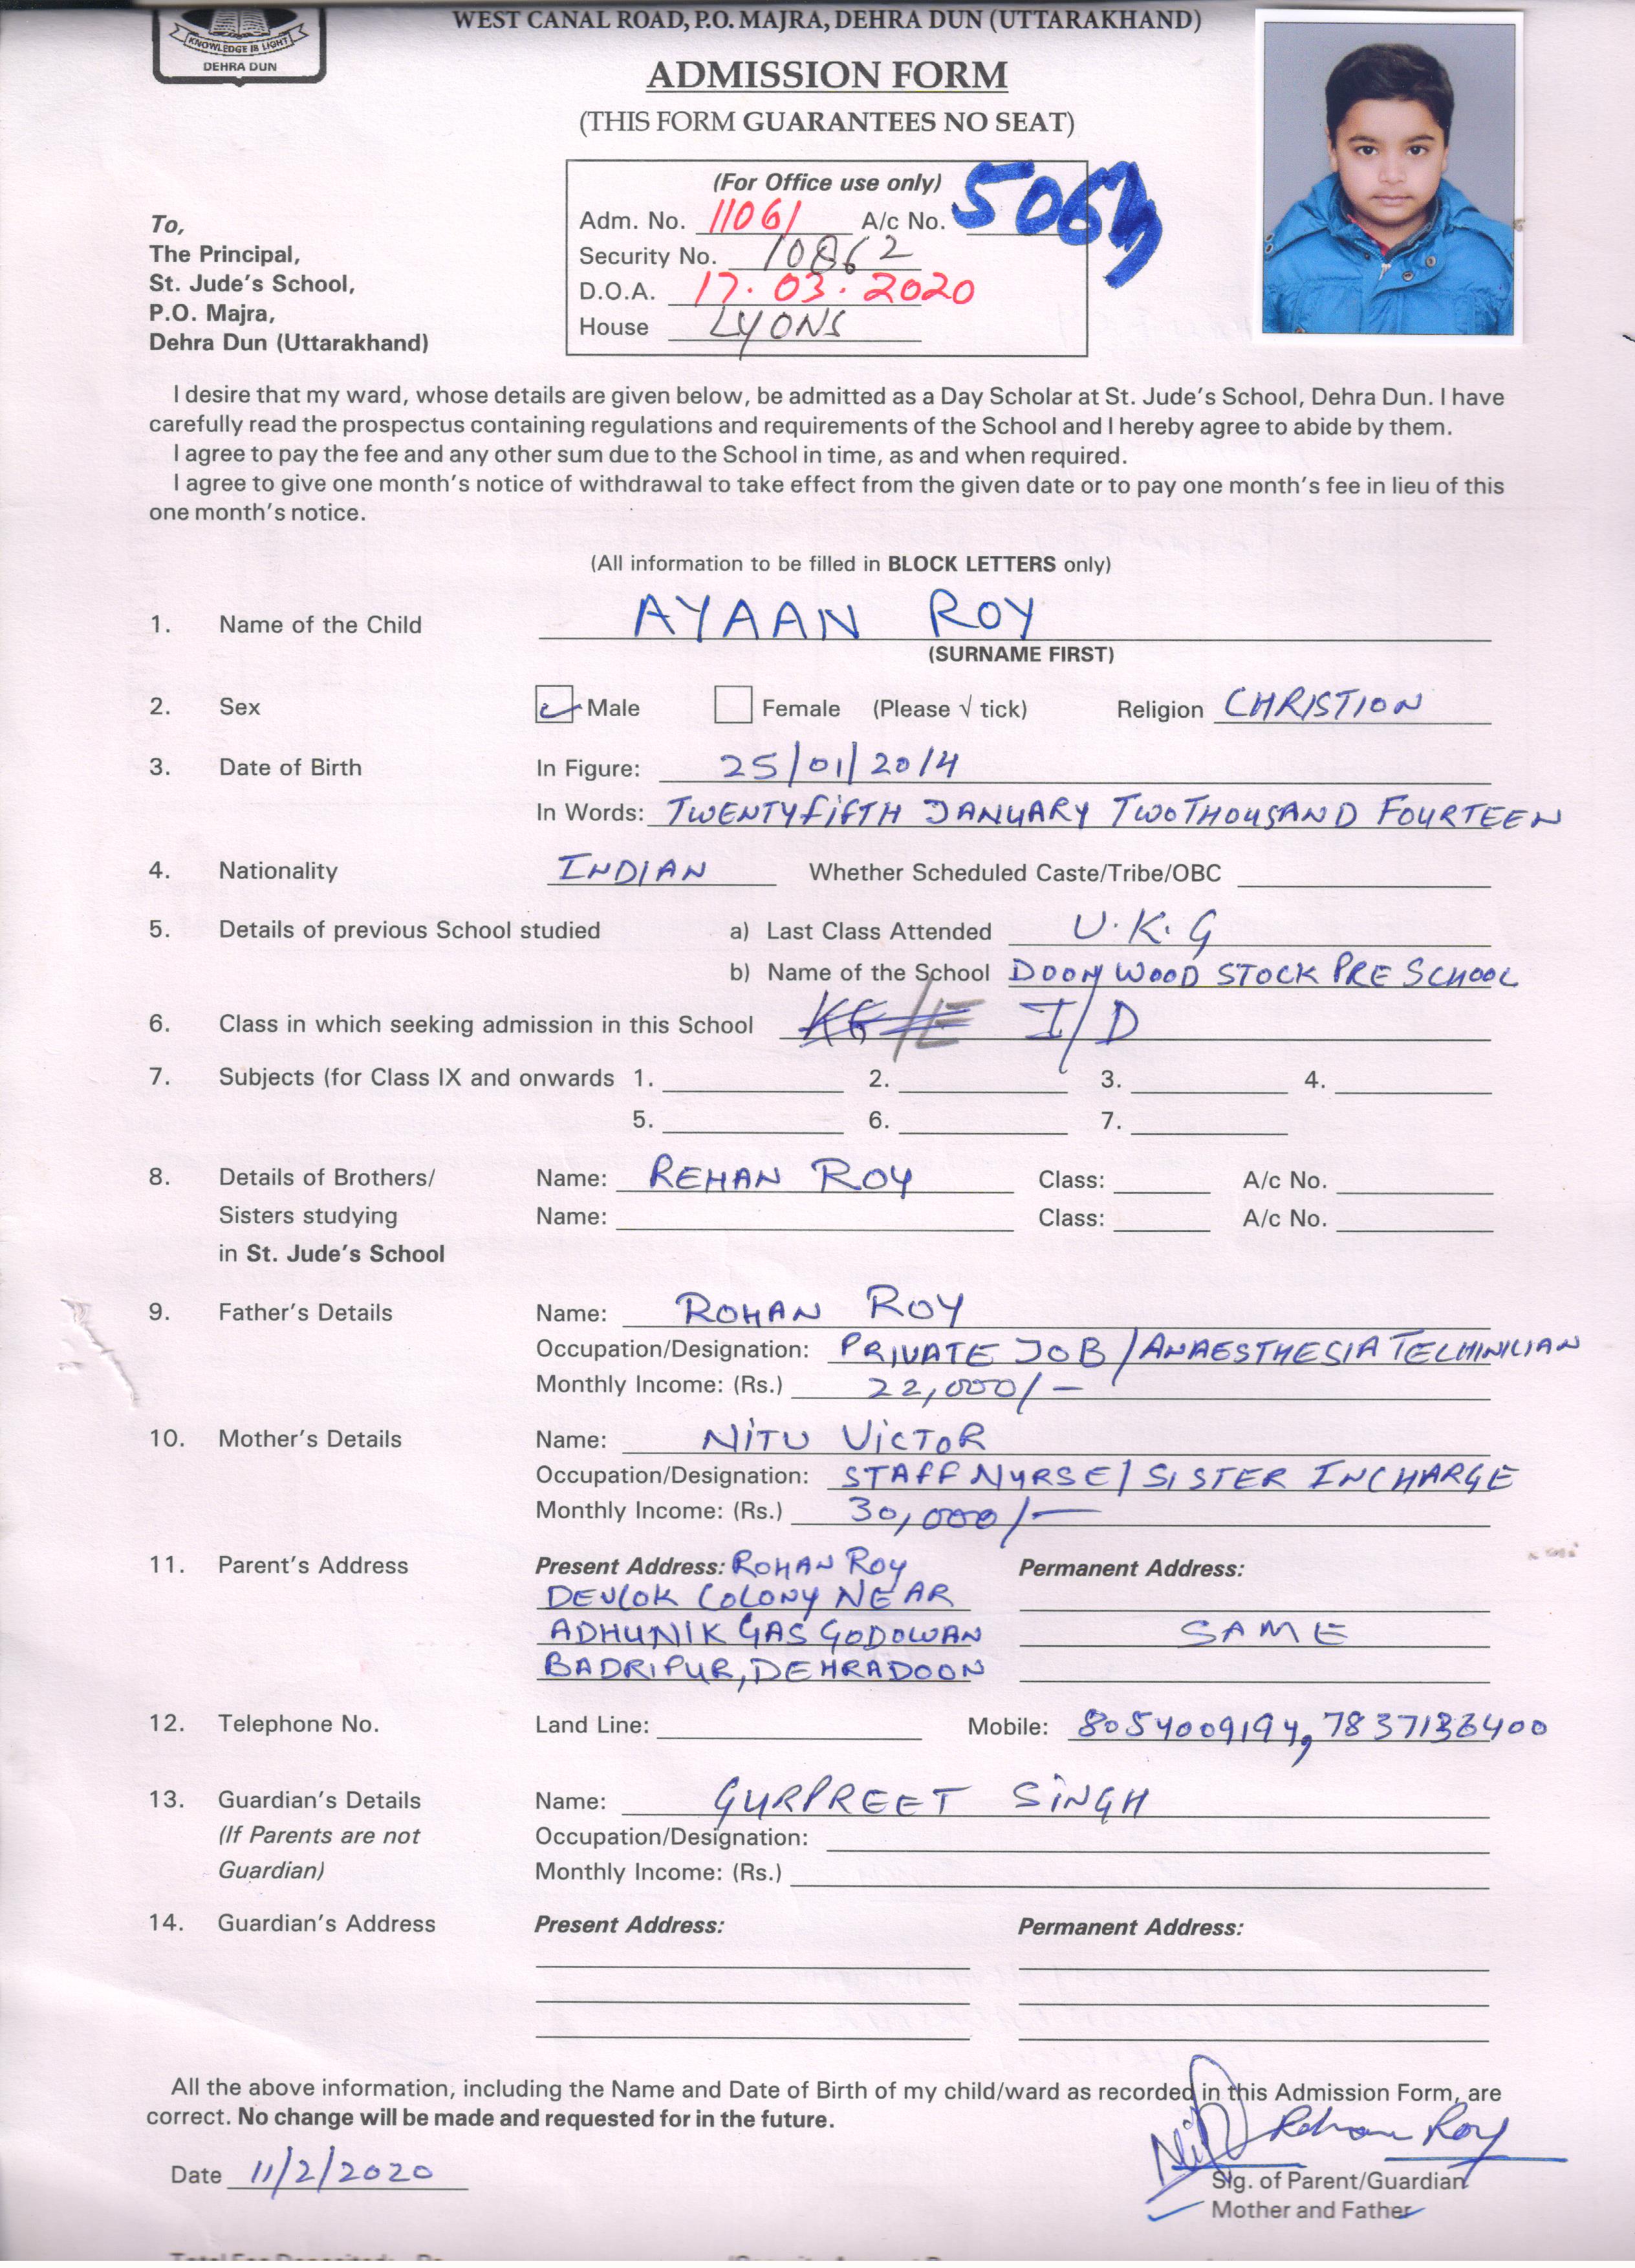 WEST CANAL ROAD, P.O. MAJRA, DEHRA DUN (UTTARAKHAND)
KNOWLEDGE IS LIGHT
DEHRA DUN
ADMISSION FORM
(THIS FORM GUARANTEES NO SEAT)
(For Office use only)
Adm. No. 11061 A/c No.
Security No. 10862
D.O.A. 17.03.2020
House LYONS
To,
The Principal,
St. Jude's School,
P.O. Majra,
Dehra Dun (Uttarakhand)
I desire that my ward, whose details are given below, be admitted as a Day Scholar at St. Jude's School, Dehra Dun. I have
carefully read the prospectus containing regulations and requirements of the School and I hereby agree to abide by them.
I agree to pay the fee and any other sum due to the School in time, as and when required.
I agree to give one month's notice of withdrawal to take effect from the given date or to pay one month's fee in lieu of this
one month's notice.
(All information to be filled in BLOCK LETTERS only)
1. Name of the Child AYAAN ROY
(SURNAME FIRST)
2. Sex Male Female (Please √ tick) Religion CHRISTION
3. Date of Birth In Figure: 25/01/2014
In Words: TWENTYFIFTH JANUARY TWOTHOUSAND FOURTEEN
4. Nationality INDIAN Whether Scheduled Caste/Tribe/OBC
5. Details of previous School studied a) Last Class Attended U.K.G
b) Name of the School DOON WOOD STOCK PRE SCHOOL
6. Class in which seeking admission in this School I/D
7. Subjects (for Class IX and onwards 1. 2. 3. 4.
5. 6. 7.
8. Details of Brothers/ Name: REHAN ROY Class: A/c No.
Sisters studying Name: Class: A/c No.
in St. Jude's School
9. Father's Details Name: ROHAN ROY
Occupation/Designation: PRIVATE JOB/ANAESTHESIA TECHINICIAN
Monthly Income: (Rs.) 22,000/-
10. Mother's Details Name: NITU VICTOR
Occupation/Designation: STAFF NURSE/SISTER INCHARGE
Monthly Income: (Rs.) 30,000/-
11. Parent's Address Present Address: ROHAN ROY Permanent Address:
DEVLOK COLONY NEAR
ADHUNIK GAS GODOWAN SAME
BADRIPUR, DEHRADOON
12. Telephone No. Land Line: Mobile: 8054009194, 7837136400
13. Guardian's Details Name: GURPREET SINGH
(If Parents are not Occupation/Designation:
Guardian) Monthly Income: (Rs.)
14. Guardian's Address Present Address: Permanent Address:
All the above information, including the Name and Date of Birth of my child/ward as recorded in this Admission Form, are
correct. No change will be made and requested for in the future.
Rohan Roy
Date 11/2/2020
Sig. of Parent/Guardian
Mother and Father